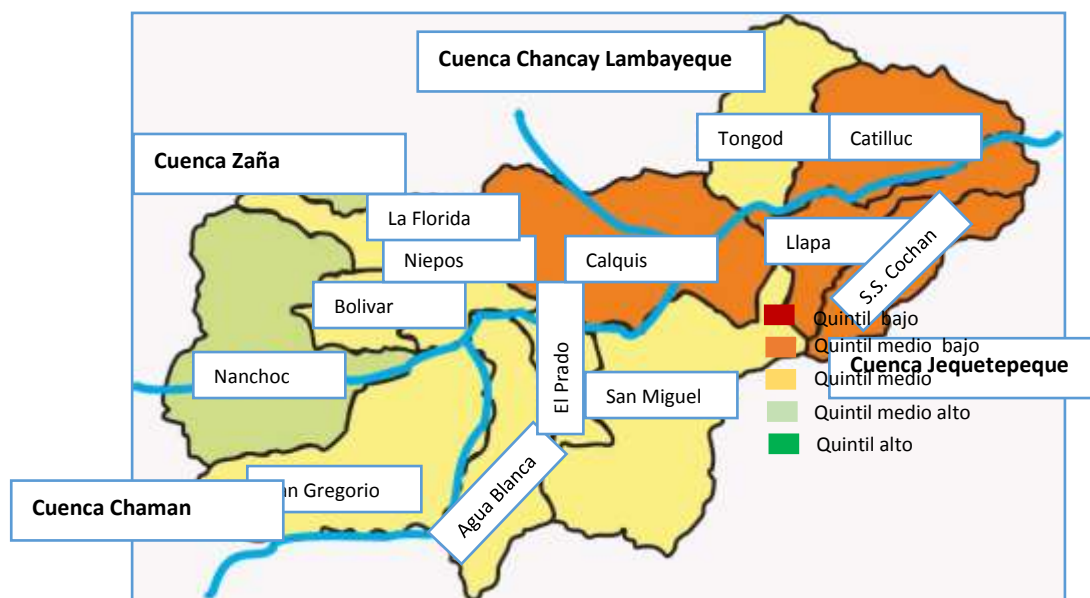 Cuenca Chancay Lambayeque
Tongod
Catilluc
Cuenca Zaña
La Florida
Niepos
Calquis
Llapa
S.S. Cochan
Bolivar
El Prado
Quintil bajo
Quintil medio bajo
Cuenca Jequetepeque
Nanchoc
Quintil medio
San Miguel
Quintil medio alto
Quintil alto
Agua Blanca
n Gregorio
Cuenca Chaman